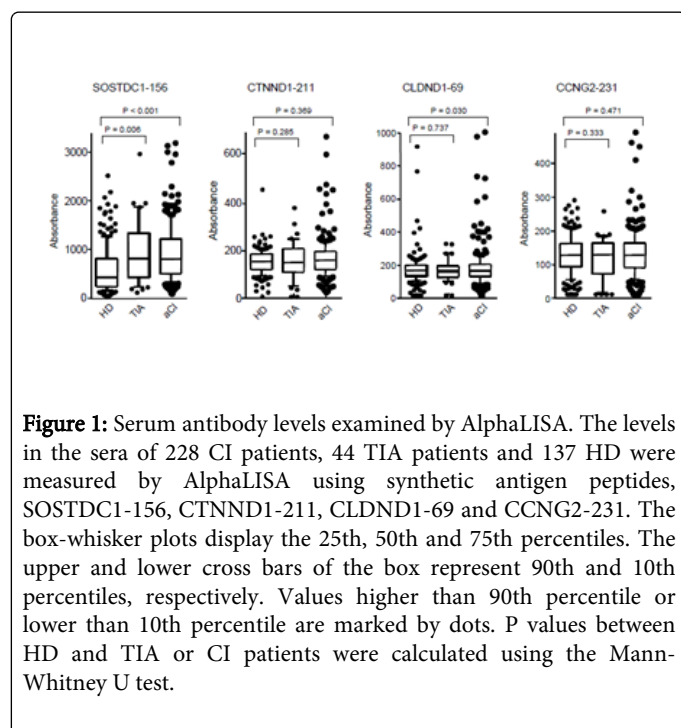 SOSTDC1-156 CTNND1-211 CLDND1-69 CCNG2-231
P < 0.001 P = 0.369 P = 0.030 P = 0.471
P = 0.006 P = 0.285 P = 0.737 P = 0.333
Absorbance Absorbance Absorbance Absorbance
3000 600 1000 400
2000 400 800 300
1000 200 600 200
0 0 400 100
200 0
0
HD TIA aCI HD TIA aCI HD TIA aCI HD TIA aCI
Figure 1: Serum antibody levels examined by AlphaLISA. The levels
in the sera of 228 CI patients, 44 TIA patients and 137 HD were
measured by AlphaLISA using synthetic antigen peptides,
SOSTDC1-156, CTNND1-211, CLDND1-69 and CCNG2-231. The
box-whisker plots display the 25th, 50th and 75th percentiles. The
upper and lower cross bars of the box represent 90th and 10th
percentiles, respectively. Values higher than 90th percentile or
lower than 10th percentile are marked by dots. P values between
HD and TIA or CI patients were calculated using the Mann-
Whitney U test.